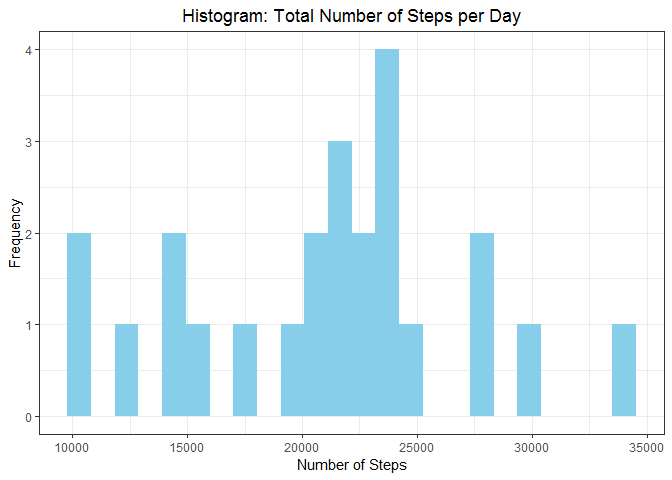 Histogram: Total Number of Steps per Day
4
3
2
1
0
Frequency
10000 15000 20000 25000 30000 35000
Number of Steps